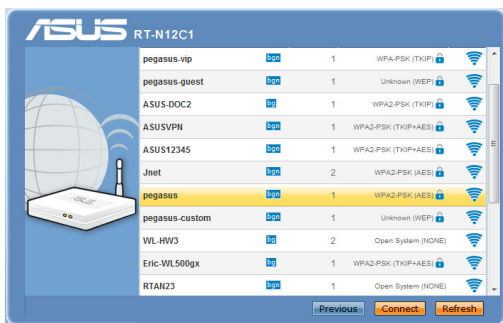 ASUS RT-N12C1
pegasus-vip bgn 1 WPA-PSK (TKIP)
pegasus-guest bgn 1 Unknown (WEP)
ASUS-DOC2 bg 1 WPA2-PSK (TKIP)
ASUSVPN bgn 1 WPA2-PSK (TKIP+AES)
ASUS12345 bgn 1 WPA2-PSK (TKIP+AES)
Jnet bgn 2 WPA2-PSK (AES)
pegasus bgn 1 WPA2-PSK (AES)
pegasus-custom bgn 1 Unknown (WEP)
WL-HW3 bg 2 Open System (NONE)
Eric-WL500gx bg 1 WPA2-PSK (TKIP+AES)
RTAN23 bgn 1 Open System (NONE)
Previous Connect Refresh